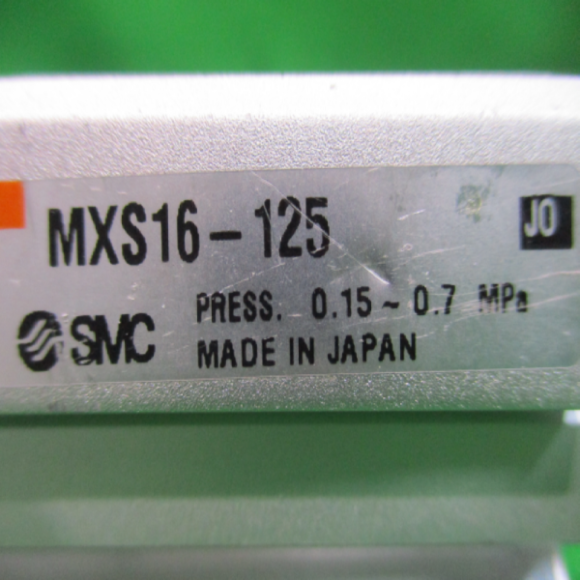 MXS16-125
JO
PRESS. 0.15 ~ 0.7 MPa
SMC
MADE IN JAPAN